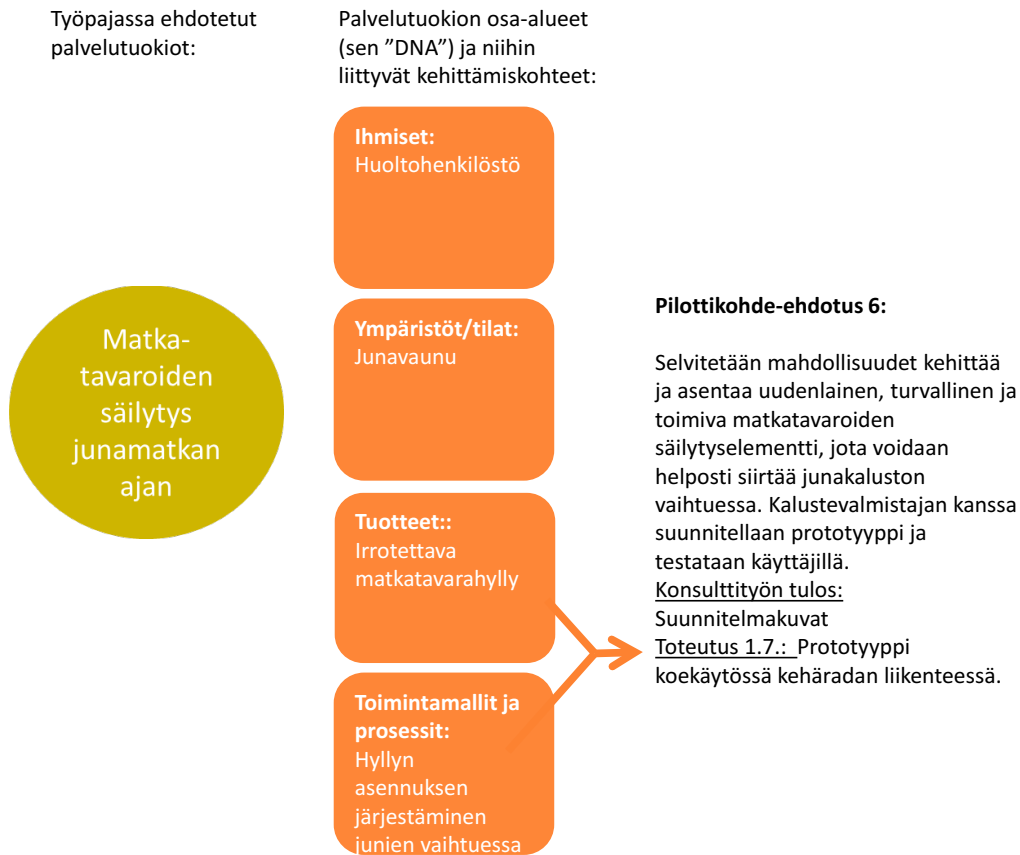 Työpajassa ehdotetut
palvelutuokiot:
Palvelutuokion osa-alueet
(sen ”DNA”) ja niihin
liittyvät kehittämiskohteet:
Matka-
tavaroiden
säilytys
junamatkan
ajan
Ihmiset:
Huoltohenkilöstö
Ympäristöt/tilat:
Junavaunu
Tuotteet::
Irrotettava
matkatavarahylly
Toimintamallit ja
prosessit:
Hyllyn
asennuksen
järjestäminen
junien vaihtuessa
Pilottikohde-ehdotus 6:
Selvitetään mahdollisuudet kehittää
ja asentaa uudenlainen, turvallinen ja
toimiva matkatavaroiden
säilytyselementti, jota voidaan
helposti siirtää junakaluston
vaihtuessa. Kalustevalmistajan kanssa
suunnitellaan prototyyppi ja
testataan käyttäjillä.
Konsulttityön tulos:
Suunnitelmakuvat
Toteutus 1.7.: Prototyyppi
koekäytössä kehäradan liikenteessä.